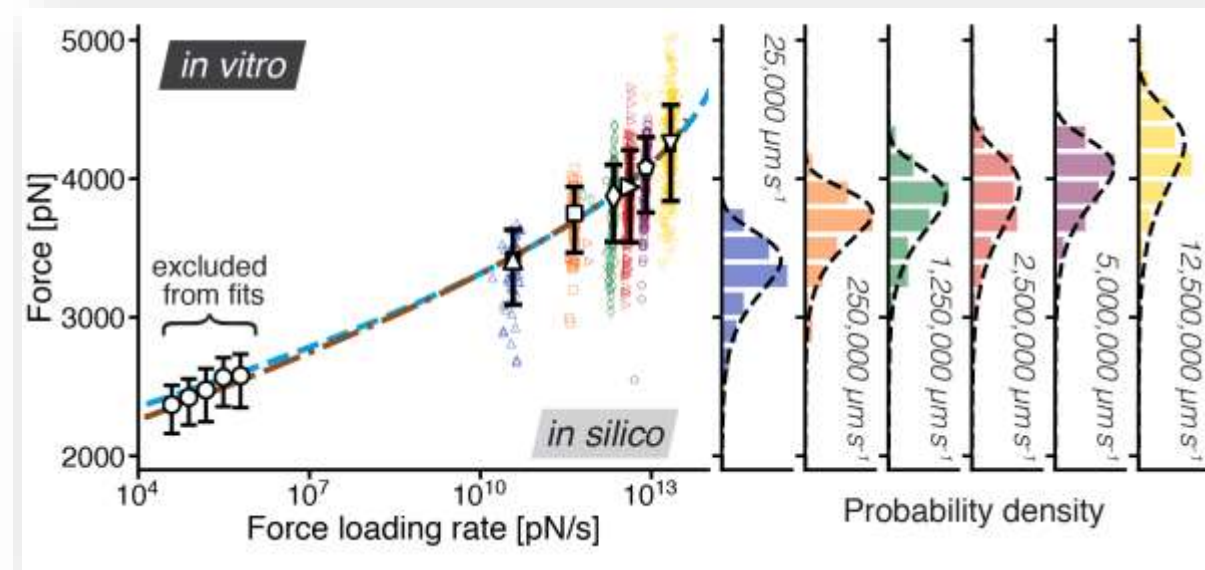 in vitro
excluded
from fits
in silico
Force [pN]
5000
4000
3000
2000
10⁴
10⁷
10¹⁰
10¹³
Force loading rate [pN/s]
25,000 µm s⁻¹
250,000 µm s⁻¹
1,250,000 µm s⁻¹
2,500,000 µm s⁻¹
5,000,000 µm s⁻¹
12,500,000 µm s⁻¹
Probability density